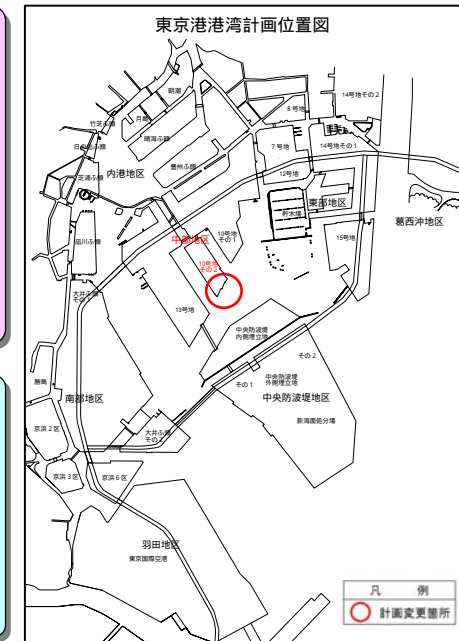 東京港港湾計画位置図
朝潮
14号地その2
月島
8号地
竹芝ふ頭
晴海ふ頭
日の出ふ頭
7号地
14号地その1
豊洲ふ頭
芝浦ふ頭
内港地区
12号地
東部地区
貯木場
葛西沖地区
10号地
その1
品川ふ頭
中部地区
15号地
10号地
その2
大井ふ頭
その1
13号地
中央防波堤
内側埋立地
その2
勝島
中央防波堤
外側埋立地
その1
南部地区
中央防波堤地区
京浜2区
大井ふ頭
その2
新海面処分場
京浜3区
京浜6区
羽田地区
東京国際空港
凡 例
計画変更箇所